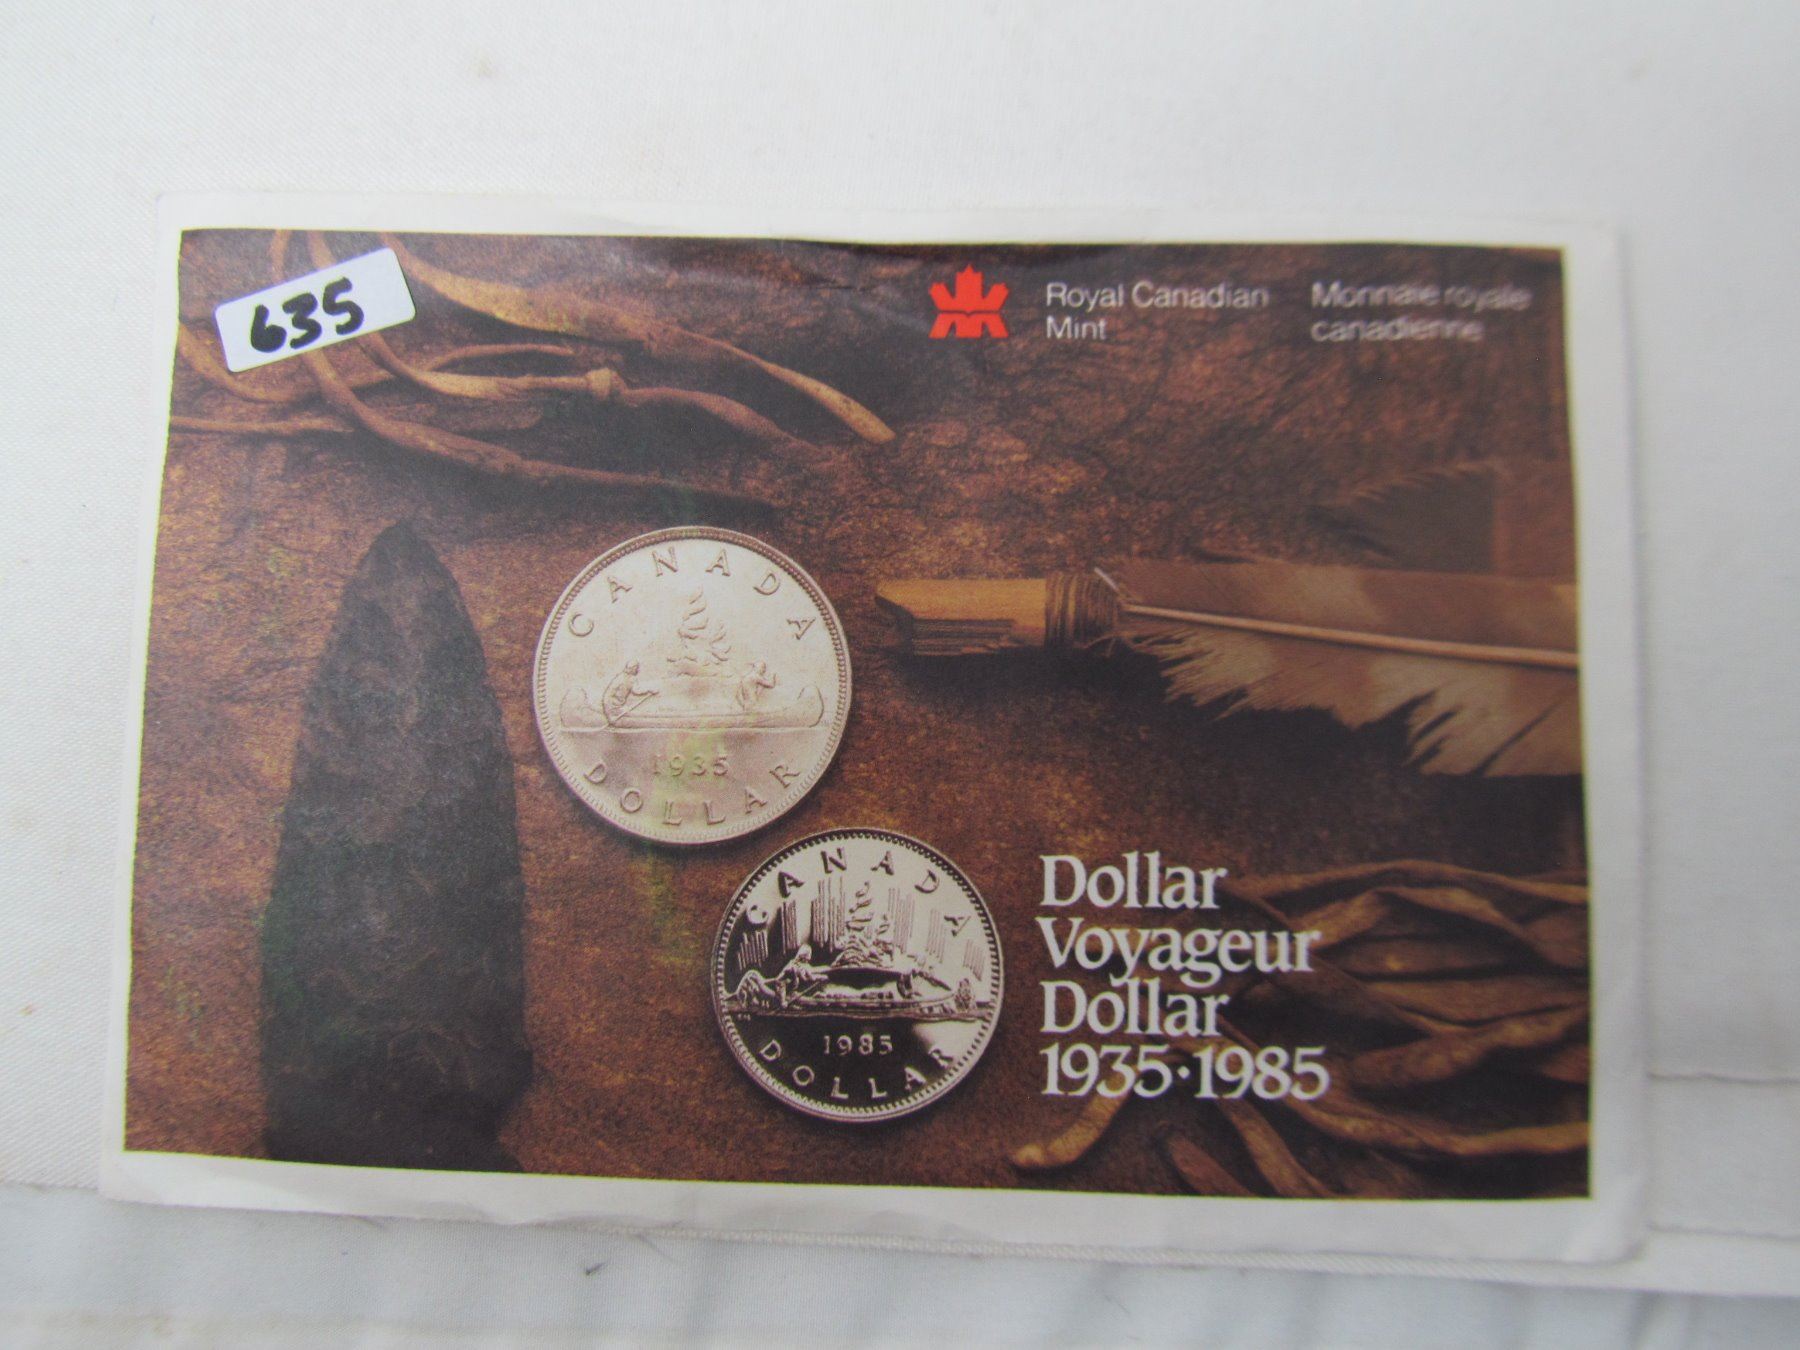 635
Royal Canadian
Mint
Monnaie royale
canadienne
CANADA
1935
DOLLAR
CANADA
1985
DOLLAR
Dollar
Voyageur
Dollar
1935·1985